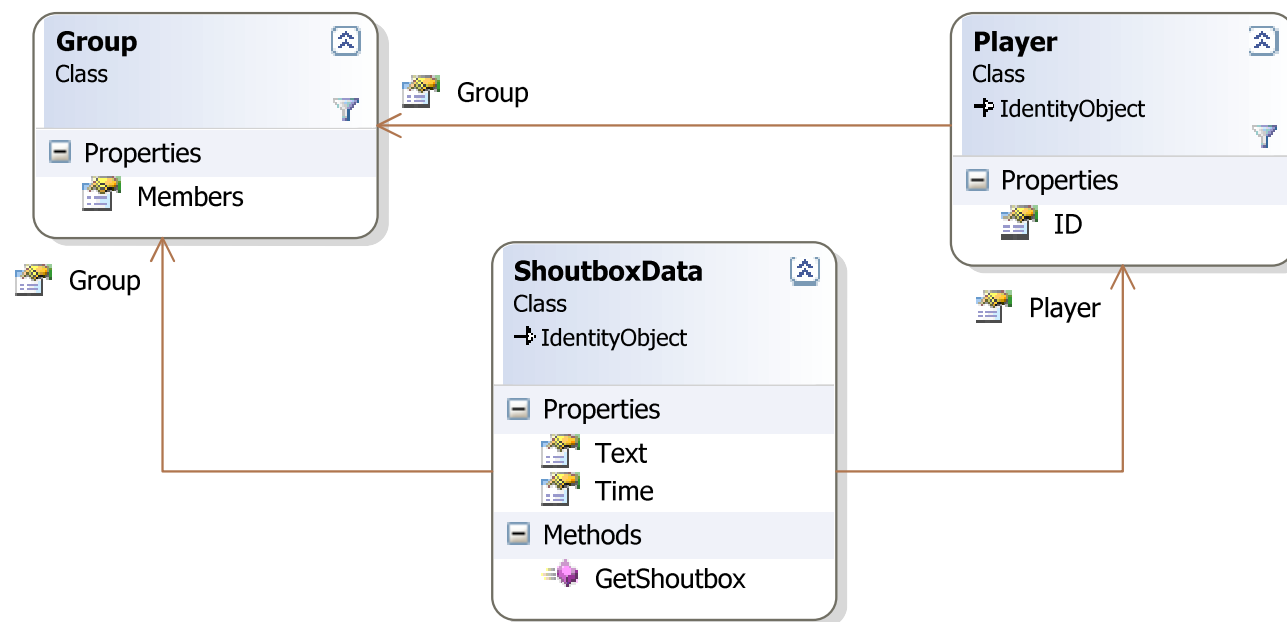 Group
Class
Properties
Members
Group
Player
Class
IdentityObject
Properties
ID
Group
ShoutboxData
Class
IdentityObject
Properties
Text
Time
Methods
GetShoutbox
Player